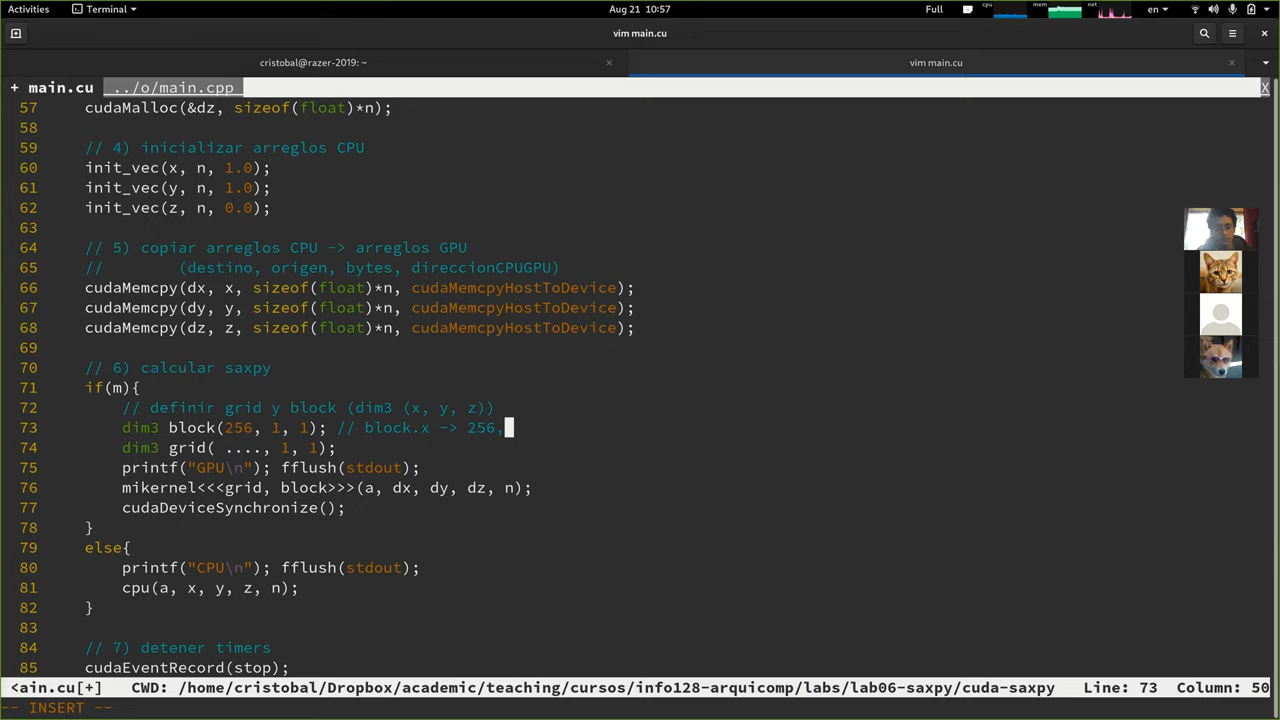 Activities Terminal Aug 21 10:57 Full cpu mem net en
vim main.cu
cristobal@razer-2019: ~ × vim main.cu ×
+ main.cu ../o/main.cpp X
57 cudaMalloc(&dz, sizeof(float)*n);
58
59 // 4) inicializar arreglos CPU
60 init_vec(x, n, 1.0);
61 init_vec(y, n, 1.0);
62 init_vec(z, n, 0.0);
63
64 // 5) copiar arreglos CPU -> arreglos GPU
65 // (destino, origen, bytes, direccionCPUGPU)
66 cudaMemcpy(dx, x, sizeof(float)*n, cudaMemcpyHostToDevice);
67 cudaMemcpy(dy, y, sizeof(float)*n, cudaMemcpyHostToDevice);
68 cudaMemcpy(dz, z, sizeof(float)*n, cudaMemcpyHostToDevice);
69
70 // 6) calcular saxpy
71 if(m){
72 // definir grid y block (dim3 (x, y, z))
73 dim3 block(256, 1, 1); // block.x -> 256,
74 dim3 grid( ...., 1, 1);
75 printf("GPU\n"); fflush(stdout);
76 mikernel<<<grid, block>>>(a, dx, dy, dz, n);
77 cudaDeviceSynchronize();
78 }
79 else{
80 printf("CPU\n"); fflush(stdout);
81 cpu(a, x, y, z, n);
82 }
83
84 // 7) detener timers
85 cudaEventRecord(stop);
<ain.cu[+] CWD: /home/cristobal/Dropbox/academic/teaching/cursos/info128-arquicomp/labs/lab06-saxpy/cuda-saxpy Line: 73 Column: 50
-- INSERT --